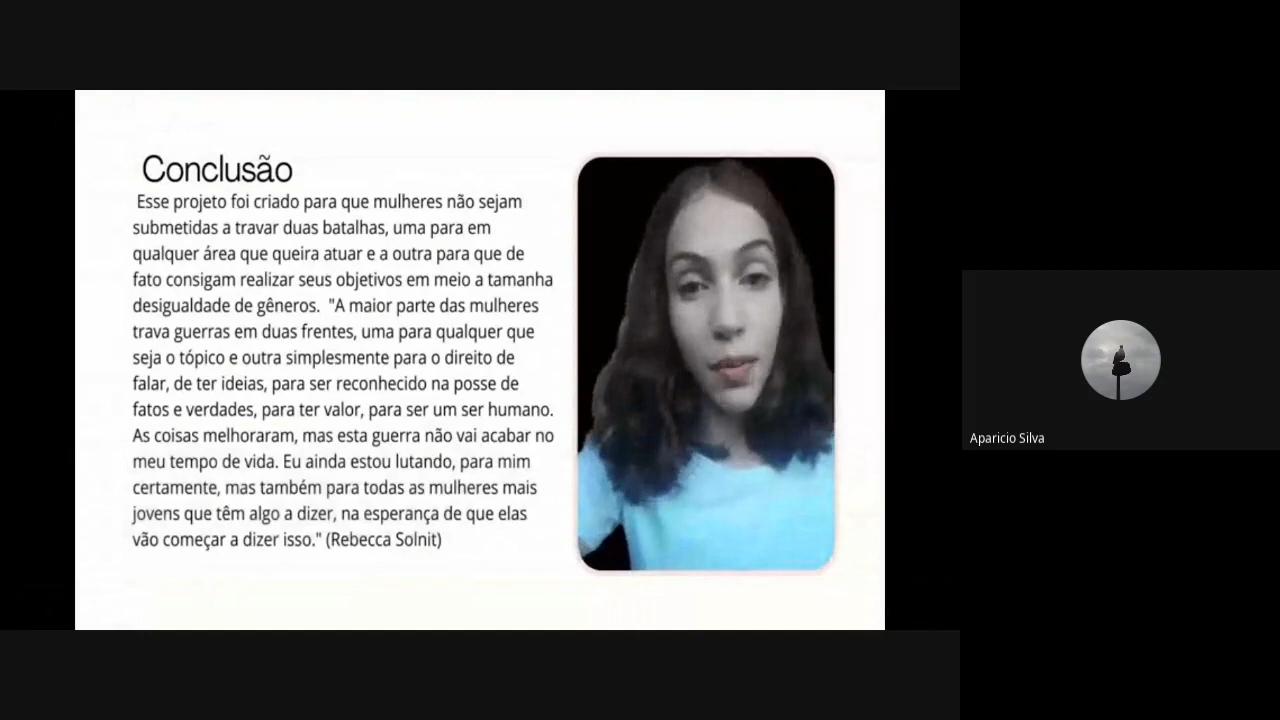 Conclusão
Esse projeto foi criado para que mulheres não sejam
submetidas a travar duas batalhas, uma para em
qualquer área que queira atuar e a outra para que de
fato consigam realizar seus objetivos em meio a tamanha
desigualdade de gêneros. "A maior parte das mulheres
trava guerras em duas frentes, uma para qualquer que
seja o tópico e outra simplesmente para o direito de
falar, de ter ideias, para ser reconhecido na posse de
fatos e verdades, para ter valor, para ser um ser humano.
As coisas melhoraram, mas esta guerra não vai acabar no
meu tempo de vida. Eu ainda estou lutando, para mim
certamente, mas também para todas as mulheres mais
jovens que têm algo a dizer, na esperança de que elas
vão começar a dizer isso." (Rebecca Solnit)
Aparicio Silva